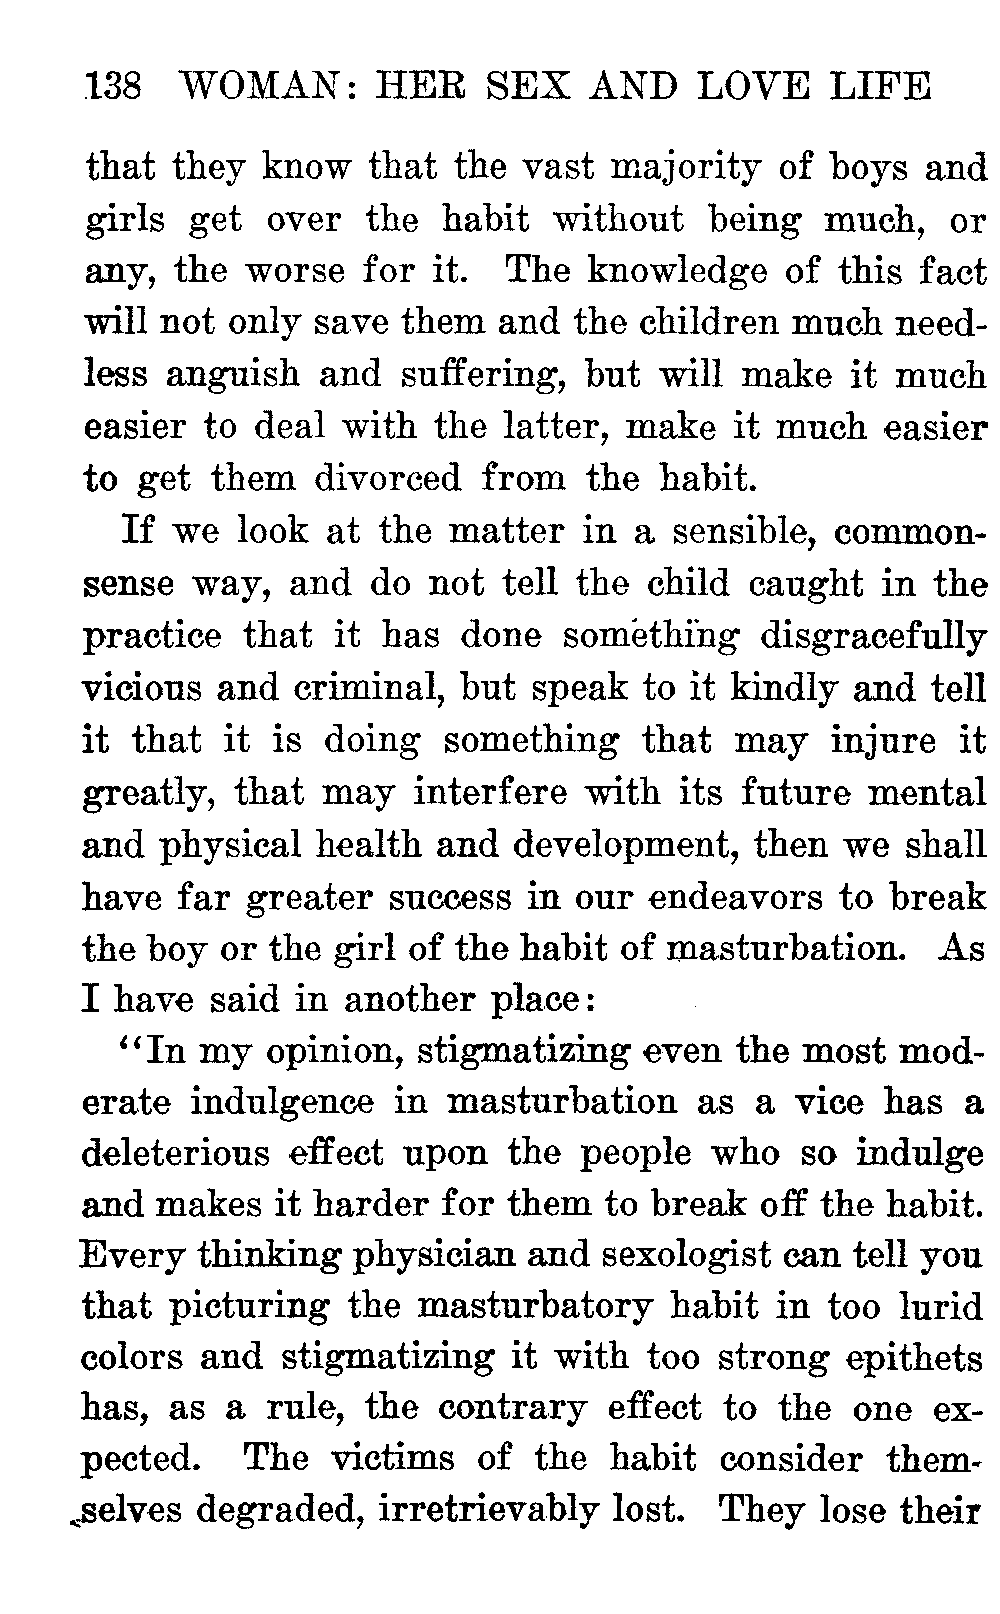 138 WOMAN: HER SEX AND LOVE LIFE
that they know that the vast majority of boys and
girls get over the habit without being much, or
any, the worse for it. The knowledge of this fact
will not only save them and the children much need-
less anguish and suffering, but will make it much
easier to deal with the latter, make it much easier
to get them divorced from the habit.
If we look at the matter in a sensible, common-
sense way, and do not tell the child caught in the
practice that it has done something disgracefully
vicious and criminal, but speak to it kindly and tell
it that it is doing something that may injure it
greatly, that may interfere with its future mental
and physical health and development, then we shall
have far greater success in our endeavors to break
the boy or the girl of the habit of masturbation. As
I have said in another place:
"In my opinion, stigmatizing even the most mod-
erate indulgence in masturbation as a vice has a
deleterious effect upon the people who so indulge
and makes it harder for them to break off the habit.
Every thinking physician and sexologist can tell you
that picturing the masturbatory habit in too lurid
colors and stigmatizing it with too strong epithets
has, as a rule, the contrary effect to the one ex-
pected. The victims of the habit consider them-
selves degraded, irretrievably lost. They lose their